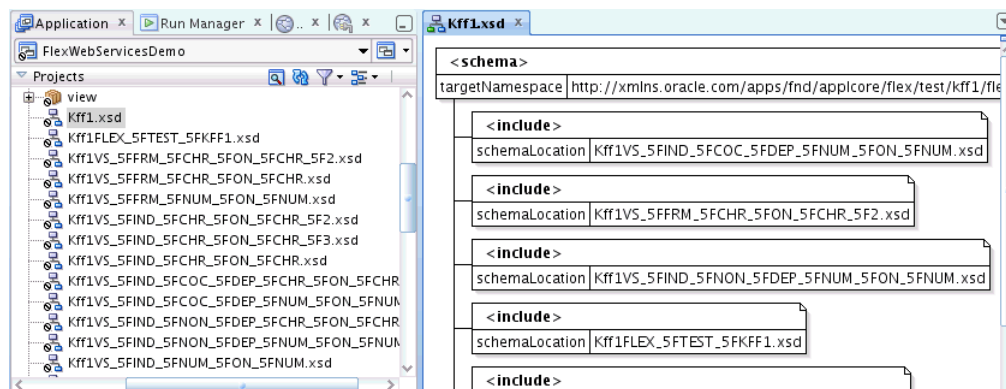 Application x Run Manager x .. x x
FlexWebServicesDemo
Projects
view
Kff1.xsd
Kff1FLEX_5FTEST_5FKFF1.xsd
Kff1VS_5FFRM_5FCHR_5FON_5FCHR_5F2.xsd
Kff1VS_5FFRM_5FCHR_5FON_5FCHR.xsd
Kff1VS_5FFRM_5FNUM_5FON_5FNUM.xsd
Kff1VS_5FIND_5FCHR_5FON_5FCHR_5F2.xsd
Kff1VS_5FIND_5FCHR_5FON_5FCHR_5F3.xsd
Kff1VS_5FIND_5FCHR_5FON_5FCHR.xsd
Kff1VS_5FIND_5FCOC_5FDEP_5FCHR_5FON_5FCHR
Kff1VS_5FIND_5FCOC_5FDEP_5FNUM_5FON_5FNUM
Kff1VS_5FIND_5FNON_5FDEP_5FCHR_5FON_5FCHR
Kff1VS_5FIND_5FNON_5FDEP_5FNUM_5FON_5FNUM
Kff1VS_5FIND_5FNUM_5FON_5FNUM.xsd
Kff1.xsd x
<schema>
targetNamespace http://xmlns.oracle.com/apps/fnd/applcore/flex/test/kff1/fle
<include>
schemaLocation Kff1VS_5FIND_5FCOC_5FDEP_5FNUM_5FON_5FNUM.xsd
<include>
schemaLocation Kff1VS_5FFRM_5FCHR_5FON_5FCHR_5F2.xsd
<include>
schemaLocation Kff1VS_5FIND_5FNON_5FDEP_5FNUM_5FON_5FNUM.xsd
<include>
schemaLocation Kff1FLEX_5FTEST_5FKFF1.xsd
<include>